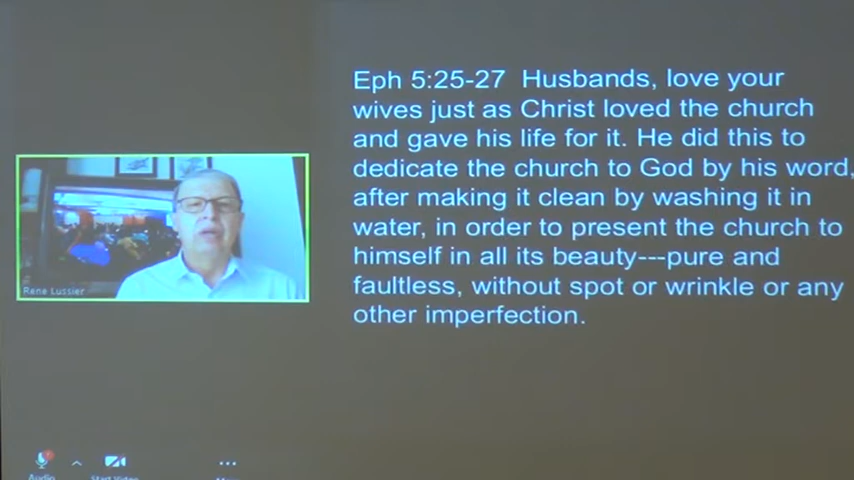 Eph 5:25-27 Husbands, love your
wives just as Christ loved the church
and gave his life for it. He did this to
dedicate the church to God by his word,
after making it clean by washing it in
water, in order to present the church to
himself in all its beauty---pure and
faultless, without spot or wrinkle or any
other imperfection.
Rene Lussier
Audio
Start Video